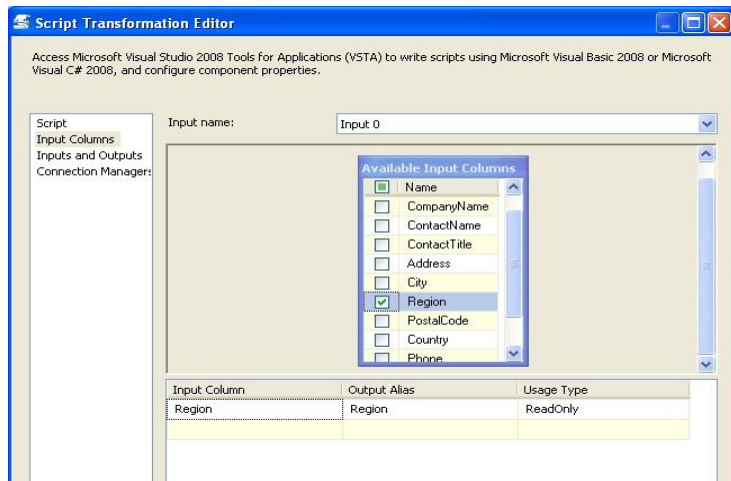 Script Transformation Editor
Access Microsoft Visual Studio 2008 Tools for Applications (VSTA) to write scripts using Microsoft Visual Basic 2008 or Microsoft
Visual C# 2008, and configure component properties.
Script
Input Columns
Inputs and Outputs
Connection Managers
Input name: Input 0
Available Input Columns
Name
CompanyName
ContactName
ContactTitle
Address
City
Region
PostalCode
Country
Phone
Input Column Output Alias Usage Type
Region Region ReadOnly